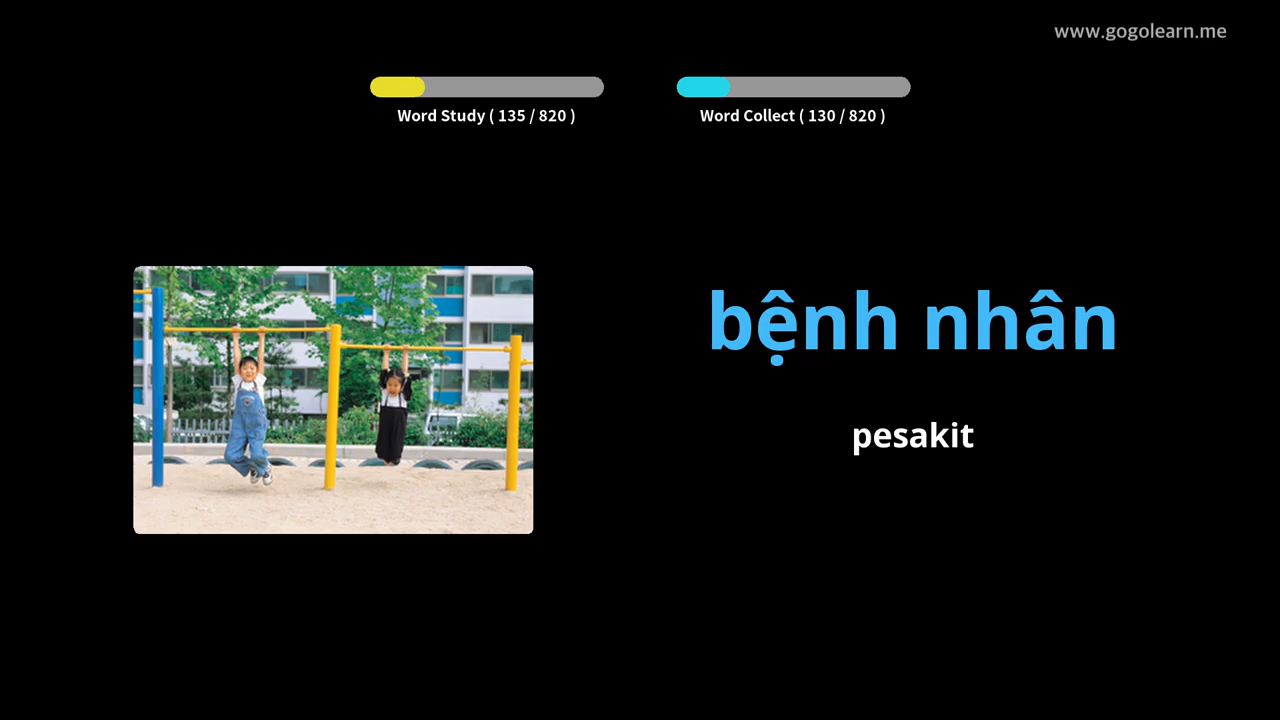 www.gogolearn.me
Word Study ( 135 / 820 )
Word Collect ( 130 / 820 )
bệnh nhân
pesakit